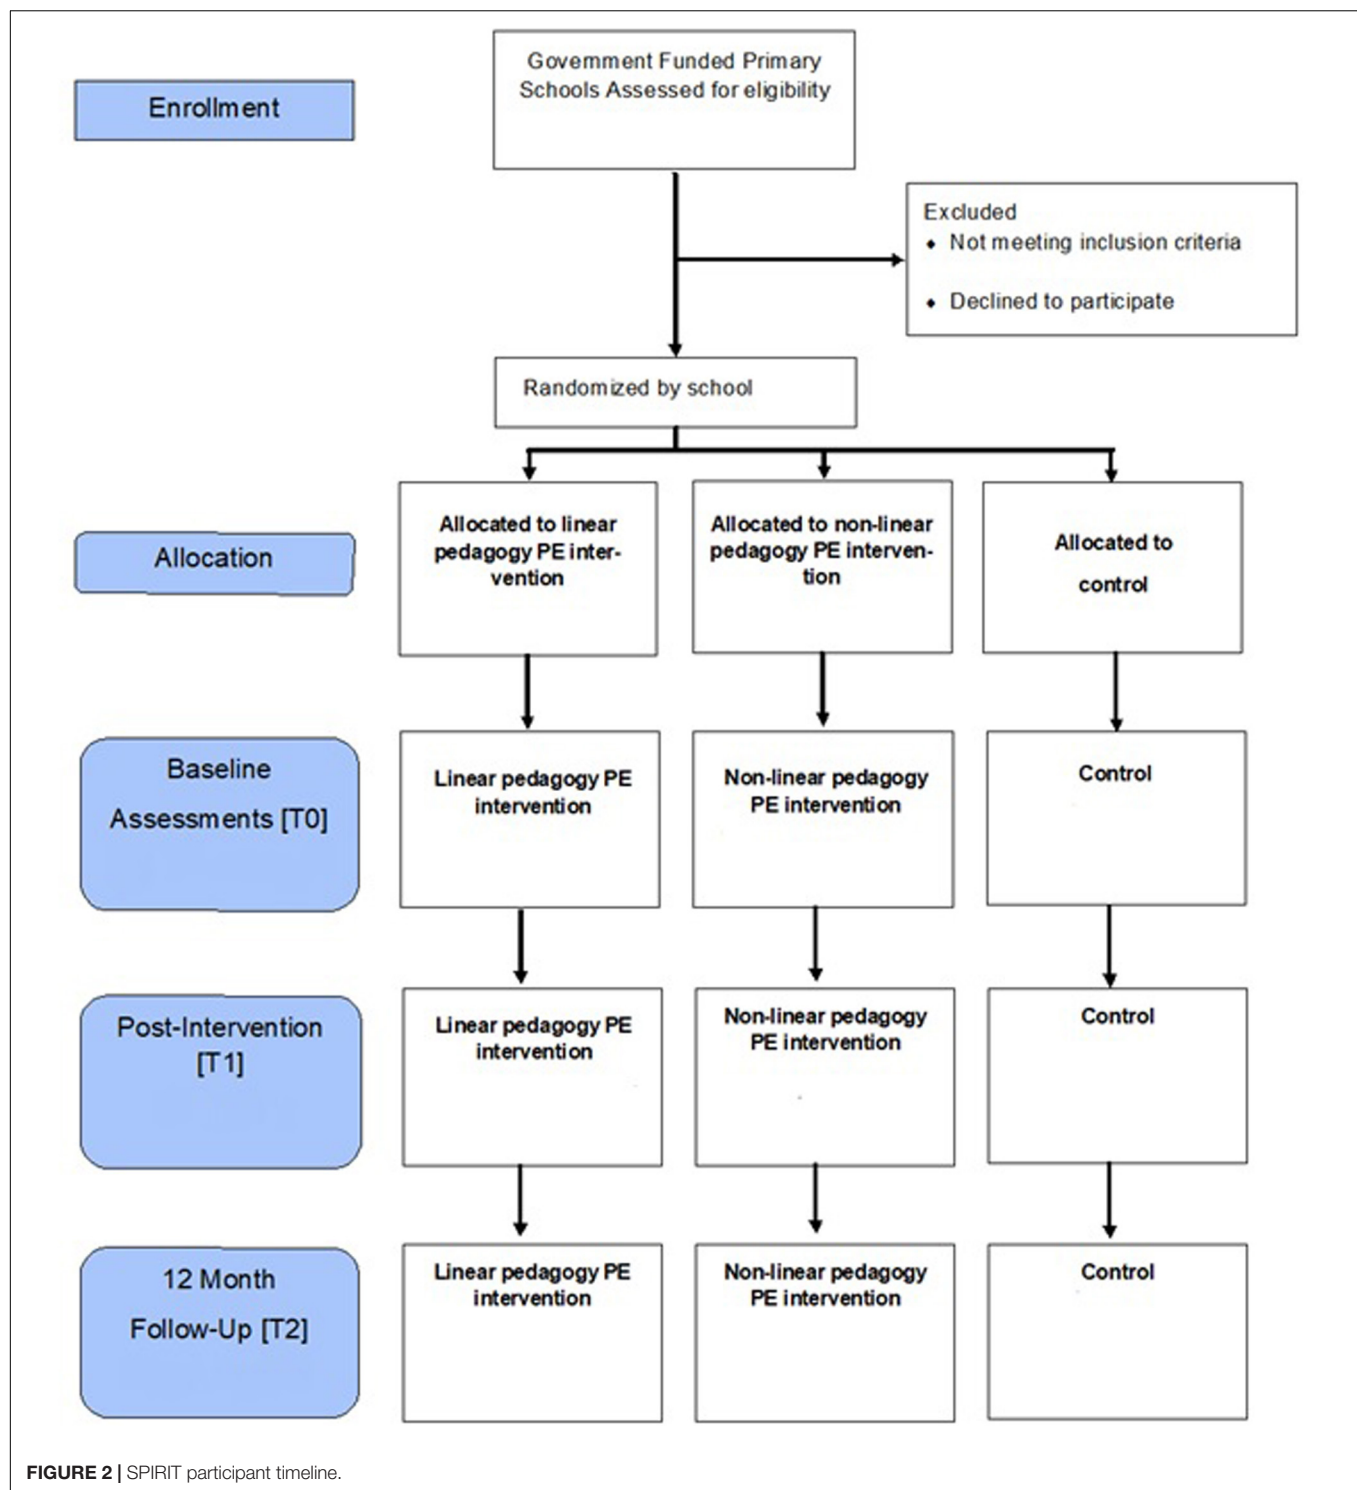 Government Funded Primary
Schools Assessed for eligibility
Enrollment
Excluded
♦ Not meeting inclusion criteria
♦ Declined to participate
Randomized by school
Allocation
Allocated to linear
pedagogy PE inter-
vention
Allocated to non-linear
pedagogy PE interven-
tion
Allocated to
control
Baseline
Assessments [T0]
Linear pedagogy PE
intervention
Non-linear pedagogy
PE intervention
Control
Post-Intervention
[T1]
Linear pedagogy PE
intervention
Non-linear pedagogy
PE intervention
Control
12 Month
Follow-Up [T2]
Linear pedagogy PE
intervention
Non-linear pedagogy
PE intervention
Control
FIGURE 2 | SPIRIT participant timeline.